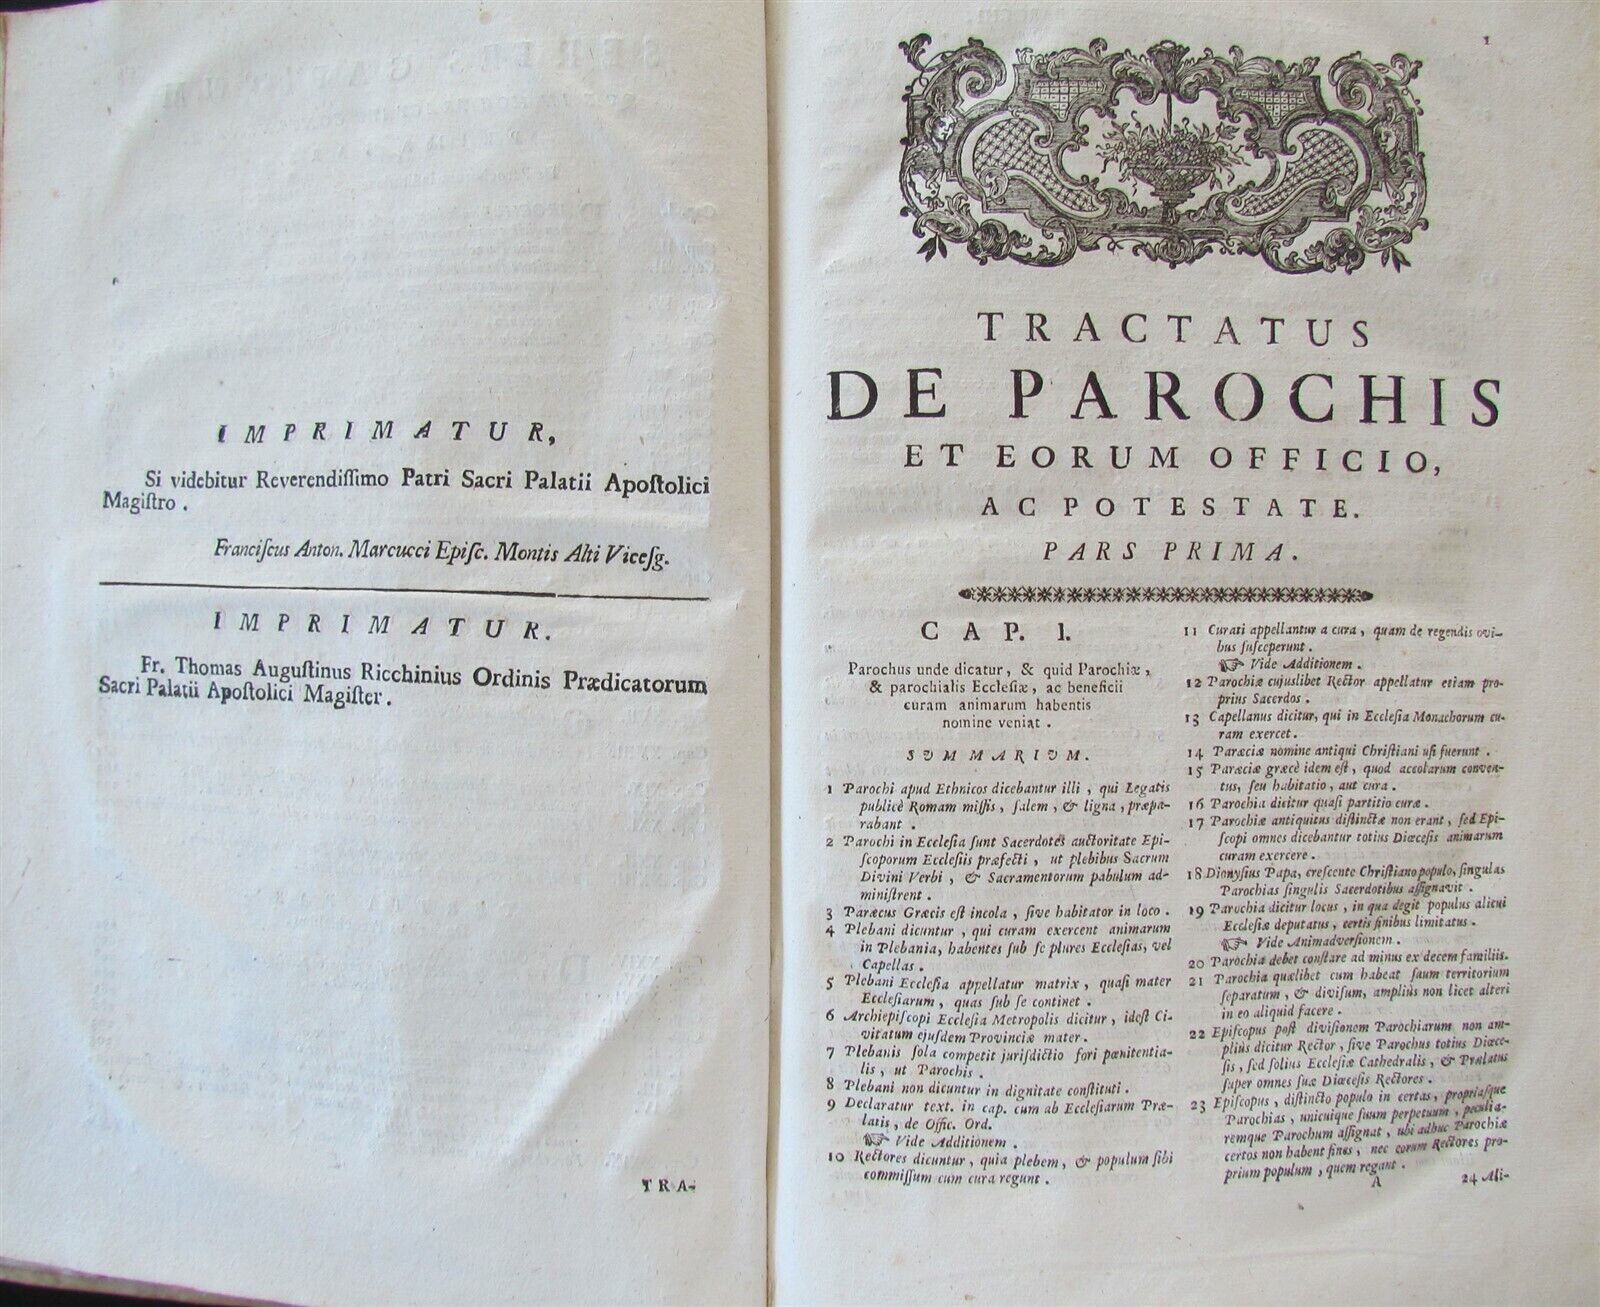 IMPRIMATUR,
Si videbitur Reverendiſſimo Patri Sacri Palatii Apoſtolici
Magiſtro .
Franciſcus Anton. Marcucci Epiſc. Montis Alti Viceſg.
IMPRIMATUR.
Fr. Thomas Auguſtinus Ricchinius Ordinis Prædicatorum
Sacri Palatii Apoſtolici Magiſter .
TRA-
1
TRACTATUS
DE PAROCHIS
ET EORUM OFFICIO,
AC POTESTATE.
PARS PRIMA.
CAP. I.
Parochus unde dicatur, & quid Parochiæ,
& parochialis Eccleſiæ, ac beneficii
curam animarum habentis
nomine veniat .
SUMMARIUM.
1 Parochi apud Ethnicos dicebantur illi , qui Legatis
publicè Romam miſſis , ſalem , & ligna , præpa-
rabant .
2 Parochi in Eccleſia ſunt Sacerdotes auctoritate Epi-
ſcoporum Eccleſiis præfecti , ut plebibus Sacrum
Divini Verbi , & Sacramentorum pabulum ad-
miniſtrent .
3 Paræcus Græcis eſt incola , ſive habitator in loco .
4 Plebani dicuntur , qui curam exercent animarum
in Plebania, habentes ſub ſe plures Eccleſias, vel
Capellas .
5 Plebani Eccleſia appellatur matrix , quaſi mater
Eccleſiarum , quas ſub ſe continet .
6 Archiepiſcopi Eccleſia Metropolis dicitur , ideſt Ci-
vitatum ejuſdem Provinciæ mater .
7 Plebanis ſola competit juriſdictio fori pœnitentia-
lis , ut Parochis .
8 Plebani non dicuntur in dignitate conſtituti .
9 Declaratur text. in cap. cum ab Eccleſiarum Præ-
latis , de Offic. Ord.
☞ Vide Additionem .
10 Rectores dicuntur , quia plebem , & populum ſibi
commiſſum cum cura regunt .
11 Curati appellantur a cura , quam de regendis ovi-
bus ſuſceperunt .
☞ Vide Additionem .
12 Parochiæ cujuslibet Rector appellatur etiam pro-
prius Sacerdos .
13 Capellanus dicitur, qui in Eccleſia Monachorum cu-
ram exercet .
14 Paræciæ nomine antiqui Chriſtiani uſi fuerunt .
15 Paræciæ græcè idem eſt , quod accolarum conven-
tus, ſeu habitatio , aut cura .
16 Parochia dicitur quaſi partitio curæ .
17 Parochiæ antiquitus diſtinctæ non erant , ſed Epi-
ſcopi omnes dicebantur totius Diœceſis animarum
curam exercere .
18 Dionyſius Papa, creſcente Chriſtiano populo, ſingulas
Parochias ſingulis Sacerdotibus aſſignavit .
19 Parochia dicitur locus , in qua degit populus alicui
Eccleſiæ deputatus , certis finibus limitatus .
☞ Vide Animadverſionem .
20 Parochia debet conſtare ad minus ex decem familiis.
21 Parochia quælibet cum habeat ſuum territorium
ſeparatum , & diviſum, ampliùs non licet alteri
in eo aliquid facere .
22 Epiſcopus poſt diviſionem Parochiarum non am-
pliùs dicitur Rector , ſive Parochus totius Diœce-
ſis , ſed ſolius Eccleſiæ Cathedralis , & Prælatus
ſuper omnes ſuæ Diœceſis Rectores .
23 Epiſcopus , diſtincto populo in certas , propriaſque
Parochias , unicuique ſuum perpetuum , peculia-
remque Parochum aſſignat , ubi adhuc Parochiæ
certos non habent fines , nec eorum Rectores pro-
prium populum , quem regant .
A
24 Ali-